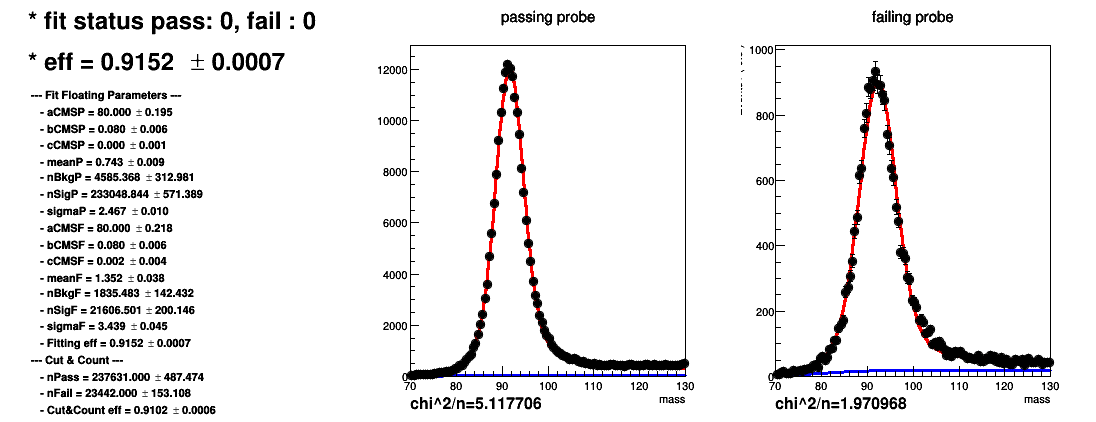 * fit status pass: 0, fail : 0
* eff = 0.9152 ± 0.0007
--- Fit Floating Parameters ---
- aCMSP = 80.000 ± 0.195
- bCMSP = 0.080 ± 0.006
- cCMSP = 0.000 ± 0.001
- meanP = 0.743 ± 0.009
- nBkgP = 4585.368 ± 312.981
- nSigP = 233048.844 ± 571.389
- sigmaP = 2.467 ± 0.010
- aCMSF = 80.000 ± 0.218
- bCMSF = 0.080 ± 0.006
- cCMSF = 0.002 ± 0.004
- meanF = 1.352 ± 0.038
- nBkgF = 1835.483 ± 142.432
- nSigF = 21606.501 ± 200.146
- sigmaF = 3.439 ± 0.045
- Fitting eff = 0.9152 ± 0.0007
--- Cut & Count ---
- nPass = 237631.000 ± 487.474
- nFail = 23442.000 ± 153.108
- Cut&Count eff = 0.9102 ± 0.0006
passing probe
12000
10000
8000
6000
4000
2000
0
70 80 90 100 110 120 130
mass
chi^2/n=5.117706
failing probe
1000
800
600
400
200
0
70 80 90 100 110 120 130
mass
chi^2/n=1.970968